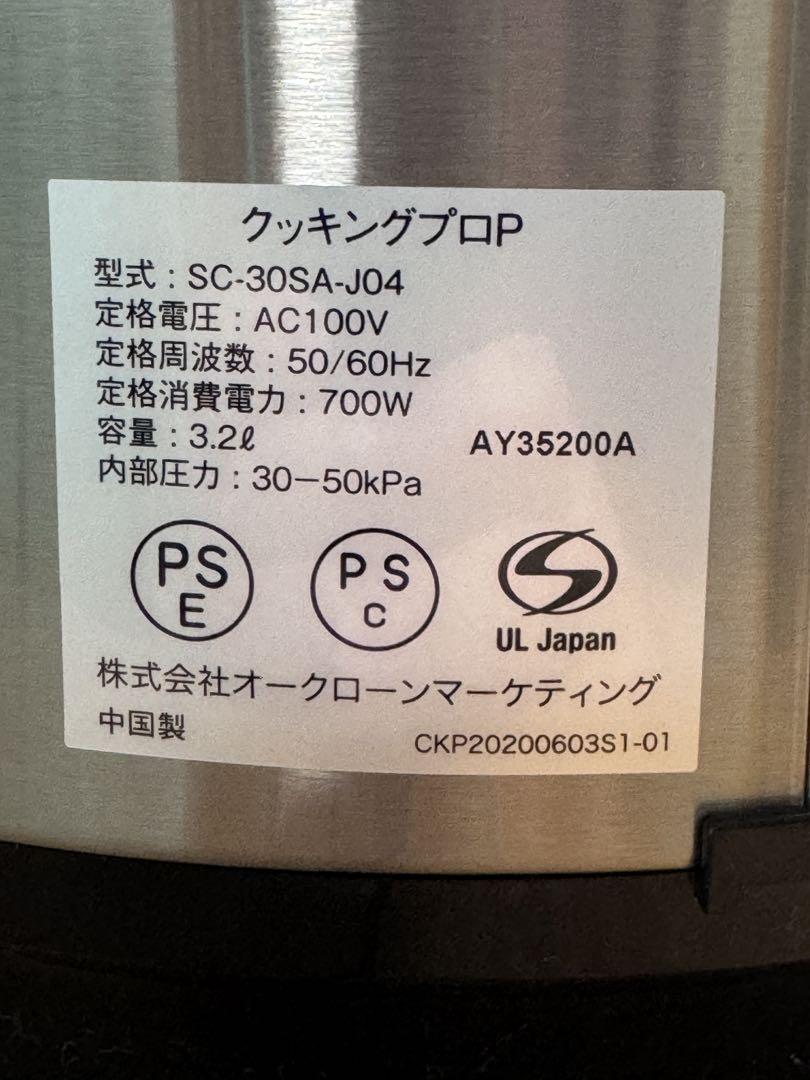 クッキングプロP
型式：SC-30SA-J04
定格電圧：AC100V
定格周波数：50/60Hz
定格消費電力：700W
容量：3.2ℓ
AY35200A
内部圧力：30－50kPa
PS
E
PS
C
UL Japan
株式会社オークローンマーケティング
中国製
CKP20200603S1-01